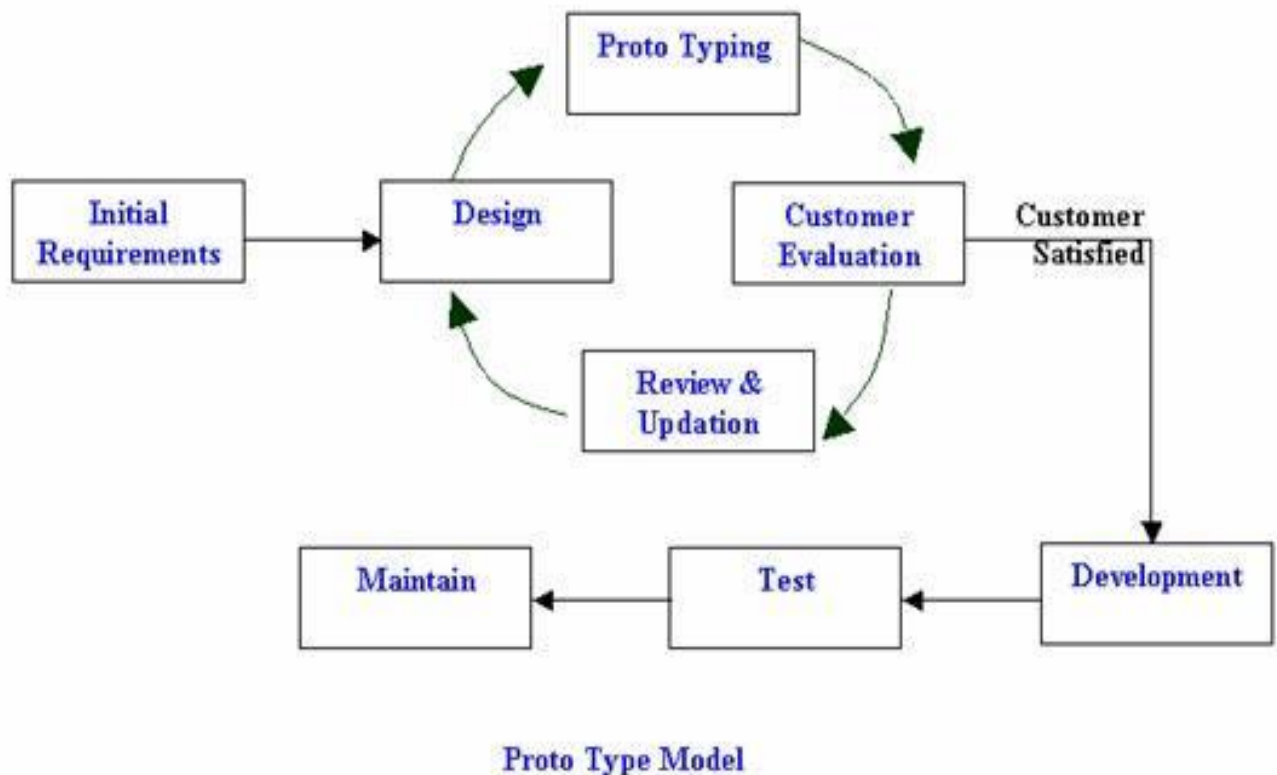 Proto Typing
Initial
Requirements
Design
Customer
Evaluation
Customer
Satisfied
Review &
Updation
Maintain
Test
Development
Proto Type Model